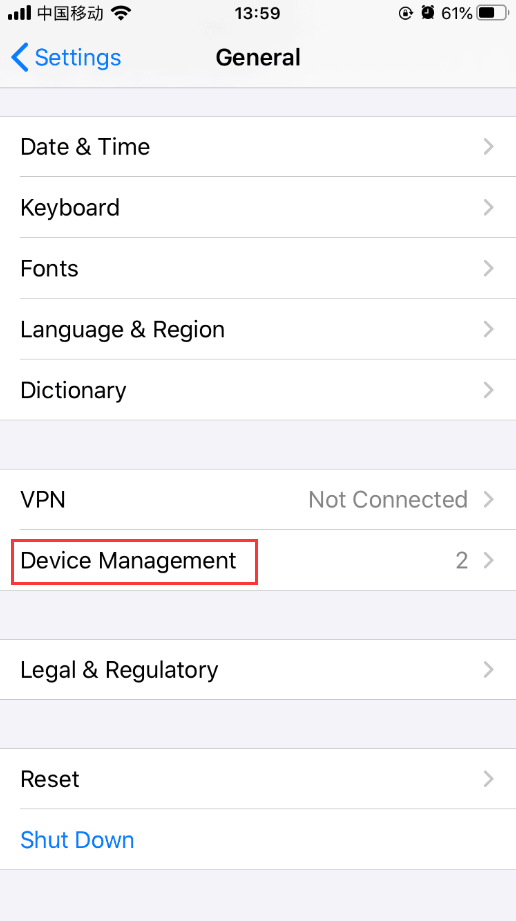 中国移动 13:59 61%
Settings General
Date & Time
Keyboard
Fonts
Language & Region
Dictionary
VPN Not Connected
Device Management 2
Legal & Regulatory
Reset
Shut Down